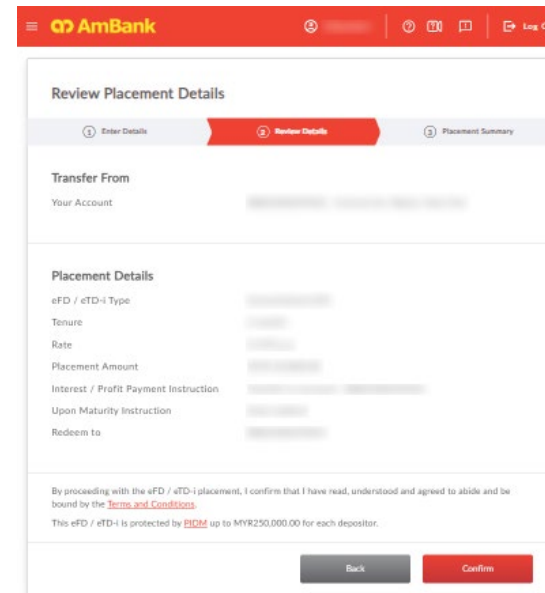 AmBank
Log
Review Placement Details
1 Enter Details
2 Review Details
3 Placement Summary
Transfer From
Your Account
Placement Details
eFD / eTD-i Type
Tenure
Rate
Placement Amount
Interest / Profit Payment Instruction
Upon Maturity Instruction
Redeem to
By proceeding with the eFD / eTD-i placement, I confirm that I have read, understood and agreed to abide and be
bound by the Terms and Conditions.
This eFD / eTD-i is protected by PIDM up to MYR250,000.00 for each depositor.
Back
Confirm